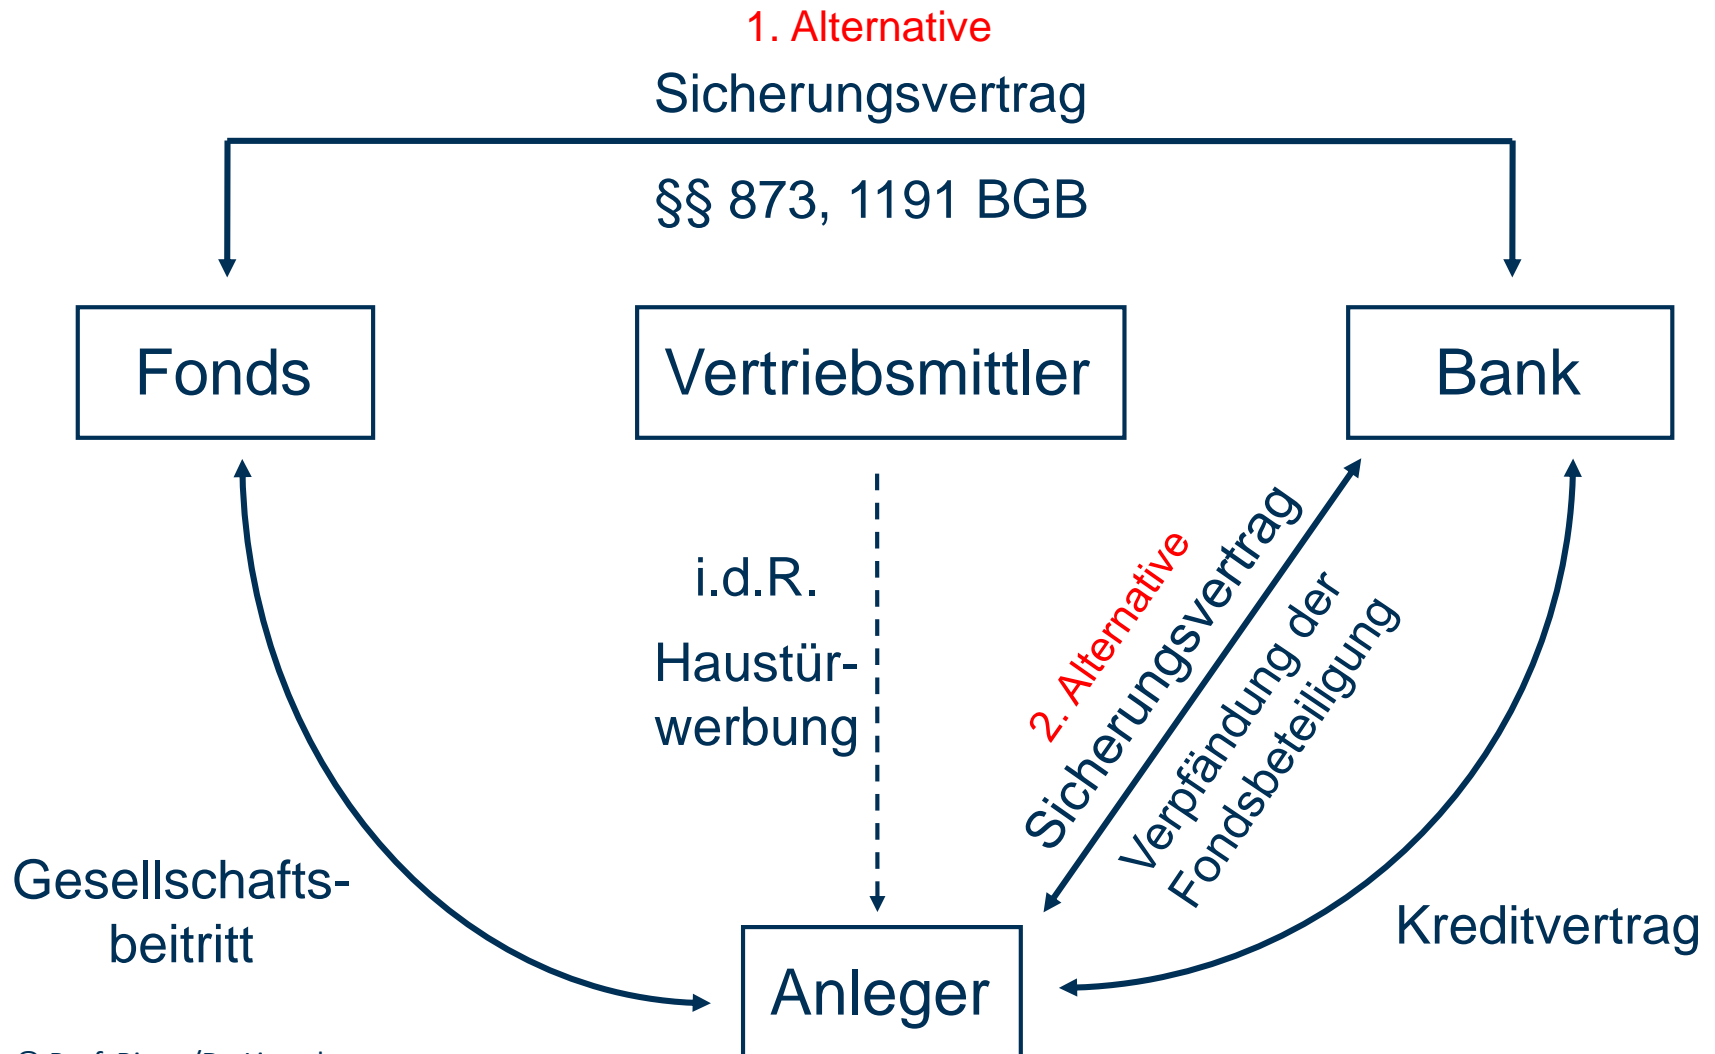 1. Alternative
Sicherungsvertrag
§§ 873, 1191 BGB
Fonds
Vertriebsmittler
Bank
i.d.R.
Haustür-
werbung
2. Alternative
Sicherungsvertrag
Verpfändung der
Fondsbeteiligung
Gesellschafts-
beitritt
Kreditvertrag
Anleger